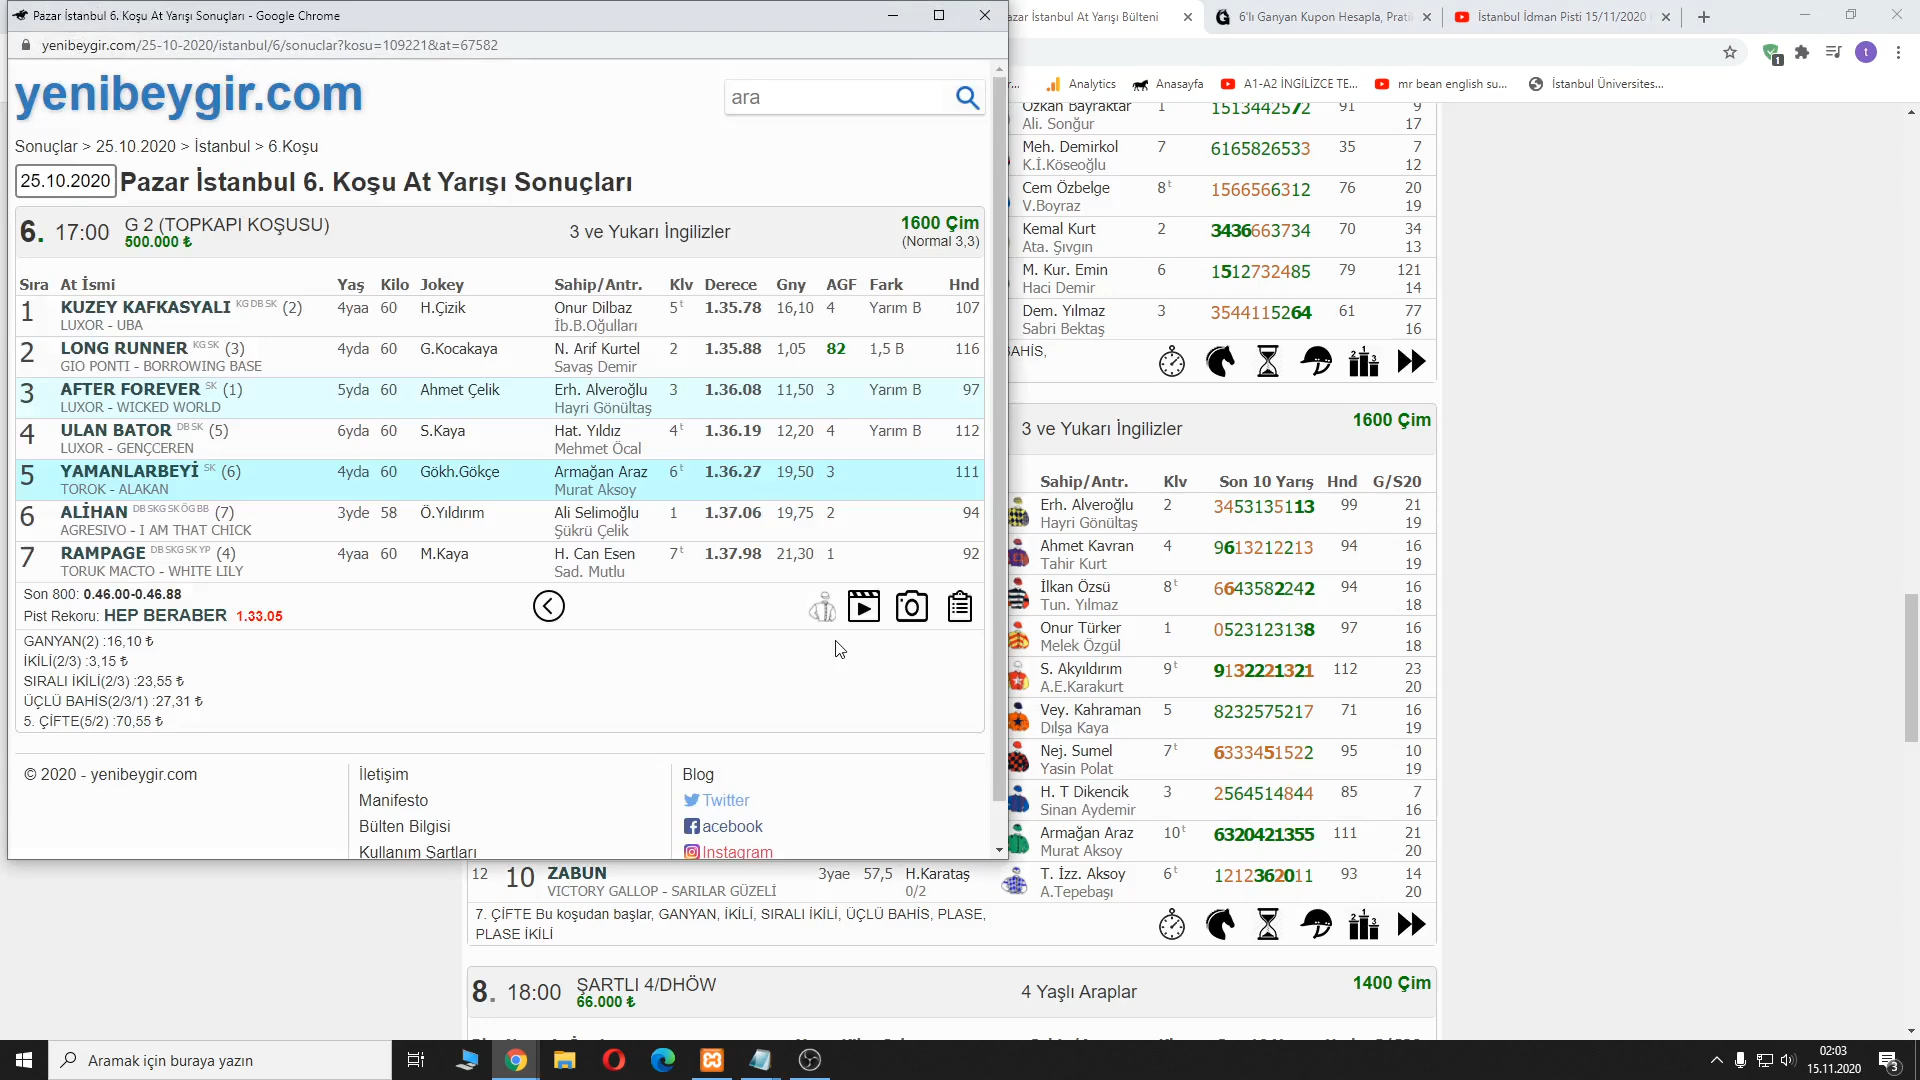 Pazar İstanbul 6. Koşu At Yarışı Sonuçları - Google Chrome
azar İstanbul At Yarışı Bülteni
6'lı Ganyan Kupon Hesapla, Prati
İstanbul İdman Pisti 15/11/2020
yenibeygir.com/25-10-2020/istanbul/6/sonuclar?kosu=109221&at=67582
1
t
r...
Analytics
Anasayfa
A1-A2 İNGİLİZCE TE...
mr bean english su...
İstanbul Üniversites...
yenibeygir.com
ara
Sonuçlar > 25.10.2020 > İstanbul > 6.Koşu
25.10.2020 Pazar İstanbul 6. Koşu At Yarışı Sonuçları
6. 17:00 G 2 (TOPKAPI KOŞUSU) 3 ve Yukarı İngilizler 1600 Çim
500.000 ₺ (Normal 3,3)
Sıra At İsmi Yaş Kilo Jokey Sahip/Antr. Klv Derece Gny AGF Fark Hnd
1 KUZEY KAFKASYALI KG DB SK (2) 4yaa 60 H.Çizik Onur Dilbaz 5 t 1.35.78 16,10 4 Yarım B 107
LUXOR - UBA İb.B.Oğulları
2 LONG RUNNER KG SK (3) 4yda 60 G.Kocakaya N. Arif Kurtel 2 1.35.88 1,05 82 1,5 B 116
GIO PONTI - BORROWING BASE Savaş Demir
3 AFTER FOREVER SK (1) 5yda 60 Ahmet Çelik Erh. Alveroğlu 3 1.36.08 11,50 3 Yarım B 97
LUXOR - WICKED WORLD Hayri Gönültaş
4 ULAN BATOR DB SK (5) 6yda 60 S.Kaya Hat. Yıldız 4 t 1.36.19 12,20 4 Yarım B 112
LUXOR - GENÇCEREN Mehmet Öcal
5 YAMANLARBEYİ SK (6) 4yda 60 Gökh.Gökçe Armağan Araz 6 t 1.36.27 19,50 3 111
TOROK - ALAKAN Murat Aksoy
6 ALİHAN DB SKG SK ÖG BB (7) 3yde 58 Ö.Yıldırım Ali Selimoğlu 1 1.37.06 19,75 2 94
AGRESIVO - I AM THAT CHICK Şükrü Çelik
7 RAMPAGE DB SKG SK YP (4) 4yaa 60 M.Kaya H. Can Esen 7 t 1.37.98 21,30 1 92
TORUK MACTO - WHITE LILY Sad. Mutlu
Son 800: 0.46.00-0.46.88
Pist Rekoru: HEP BERABER 1.33.05
GANYAN(2) :16,10 ₺
İKİLİ(2/3) :3,15 ₺
SIRALI İKİLİ(2/3) :23,55 ₺
ÜÇLÜ BAHİS(2/3/1) :27,31 ₺
5. ÇİFTE(5/2) :70,55 ₺
© 2020 - yenibeygir.com
İletişim
Manifesto
Bülten Bilgisi
Kullanım Şartları
Blog
Twitter
acebook
Instagram
Özkan Bayraktar 1 1513442572 91 9
Ali. Sonğur 17
Meh. Demirkol 7 6165826533 35 7
K.İ.Köseoğlu 12
Cem Özbelge 8 t 1566566312 76 20
V.Boyraz 19
Kemal Kurt 2 3436663734 70 34
Ata. Şıvgın 13
M. Kur. Emin 6 1512732485 79 121
Haci Demir 14
Dem. Yılmaz 3 3544115264 61 77
Sabri Bektaş 16
BAHİS,
3 ve Yukarı İngilizler 1600 Çim
Sahip/Antr. Klv Son 10 Yarış Hnd G/S20
Erh. Alveroğlu 2 3453135113 99 21
Hayri Gönültaş 19
Ahmet Kavran 4 9613212213 94 16
Tahir Kurt 19
İlkan Özsü 8 t 6643582242 94 16
Tun. Yılmaz 18
Onur Türker 1 0523123138 97 16
Melek Özgül 18
S. Akyıldırım 9 t 9132221321 112 23
A.E.Karakurt 20
Vey. Kahraman 5 8232575217 71 16
Dılşa Kaya 19
Nej. Sumel 7 t 6333451522 95 10
Yasin Polat 19
H. T Dikencik 3 2564514844 85 7
Sinan Aydemir 16
Armağan Araz 10 t 6320421355 111 21
Murat Aksoy 20
12 10 ZABUN 3yae 57,5 H.Karataş T. İzz. Aksoy 6 t 1212362011 93 14
VICTORY GALLOP - SARILAR GÜZELİ 0/2 A.Tepebaşı 20
7. ÇİFTE Bu koşudan başlar, GANYAN, İKİLİ, SIRALI İKİLİ, ÜÇLÜ BAHİS, PLASE,
PLASE İKİLİ
8. 18:00 ŞARTLI 4/DHÖW 4 Yaşlı Araplar 1400 Çim
66.000 ₺
Aramak için buraya yazın
02:03
15.11.2020
3